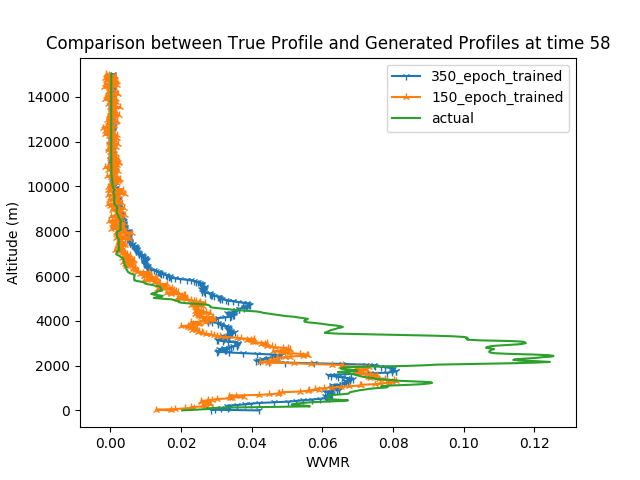 Comparison between True Profile and Generated Profiles at time 58
350_epoch_trained
150_epoch_trained
actual
Altitude (m)
14000
12000
10000
8000
6000
4000
2000
0
0.00 0.02 0.04 0.06 0.08 0.10 0.12
WVMR